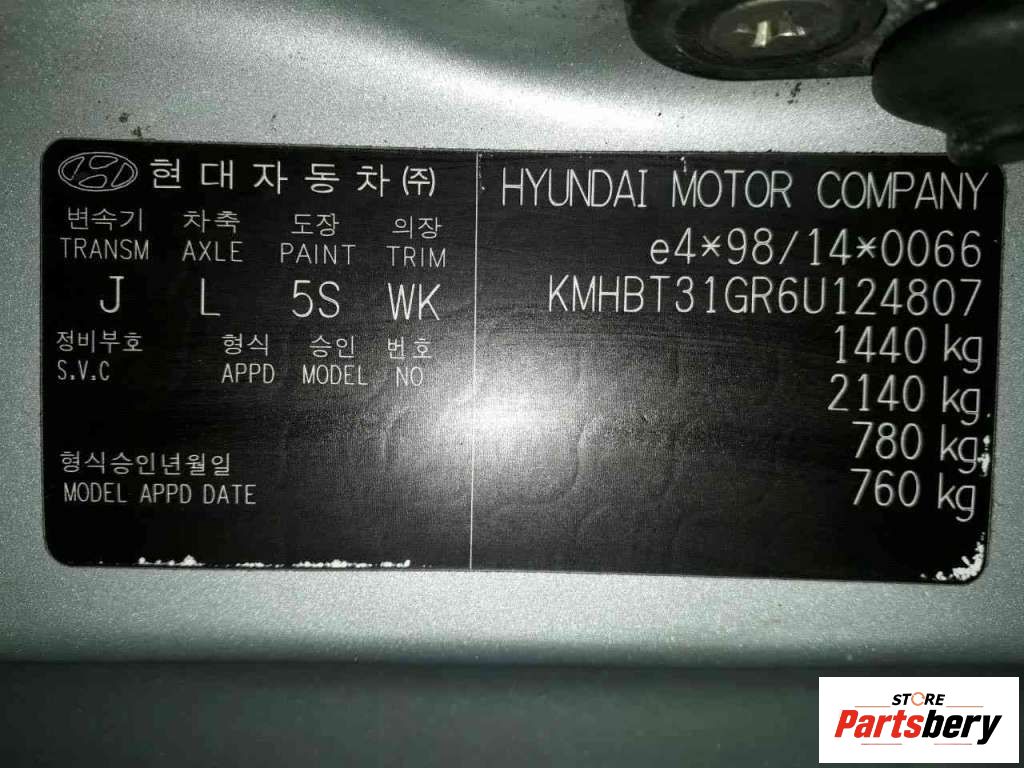 현대자동차(주)
변속기 차축 도장 의장
TRANSM AXLE PAINT TRIM
J L 5S WK
정비부호 형식 승인 번호
S.V.C APPD MODEL NO
형식승인년월일
MODEL APPD DATE
HYUNDAI MOTOR COMPANY
e4*98/14*0066
KMHBT31GR6U124807
1440 kg
2140 kg
780 kg
760 kg
STORE
Partsbery